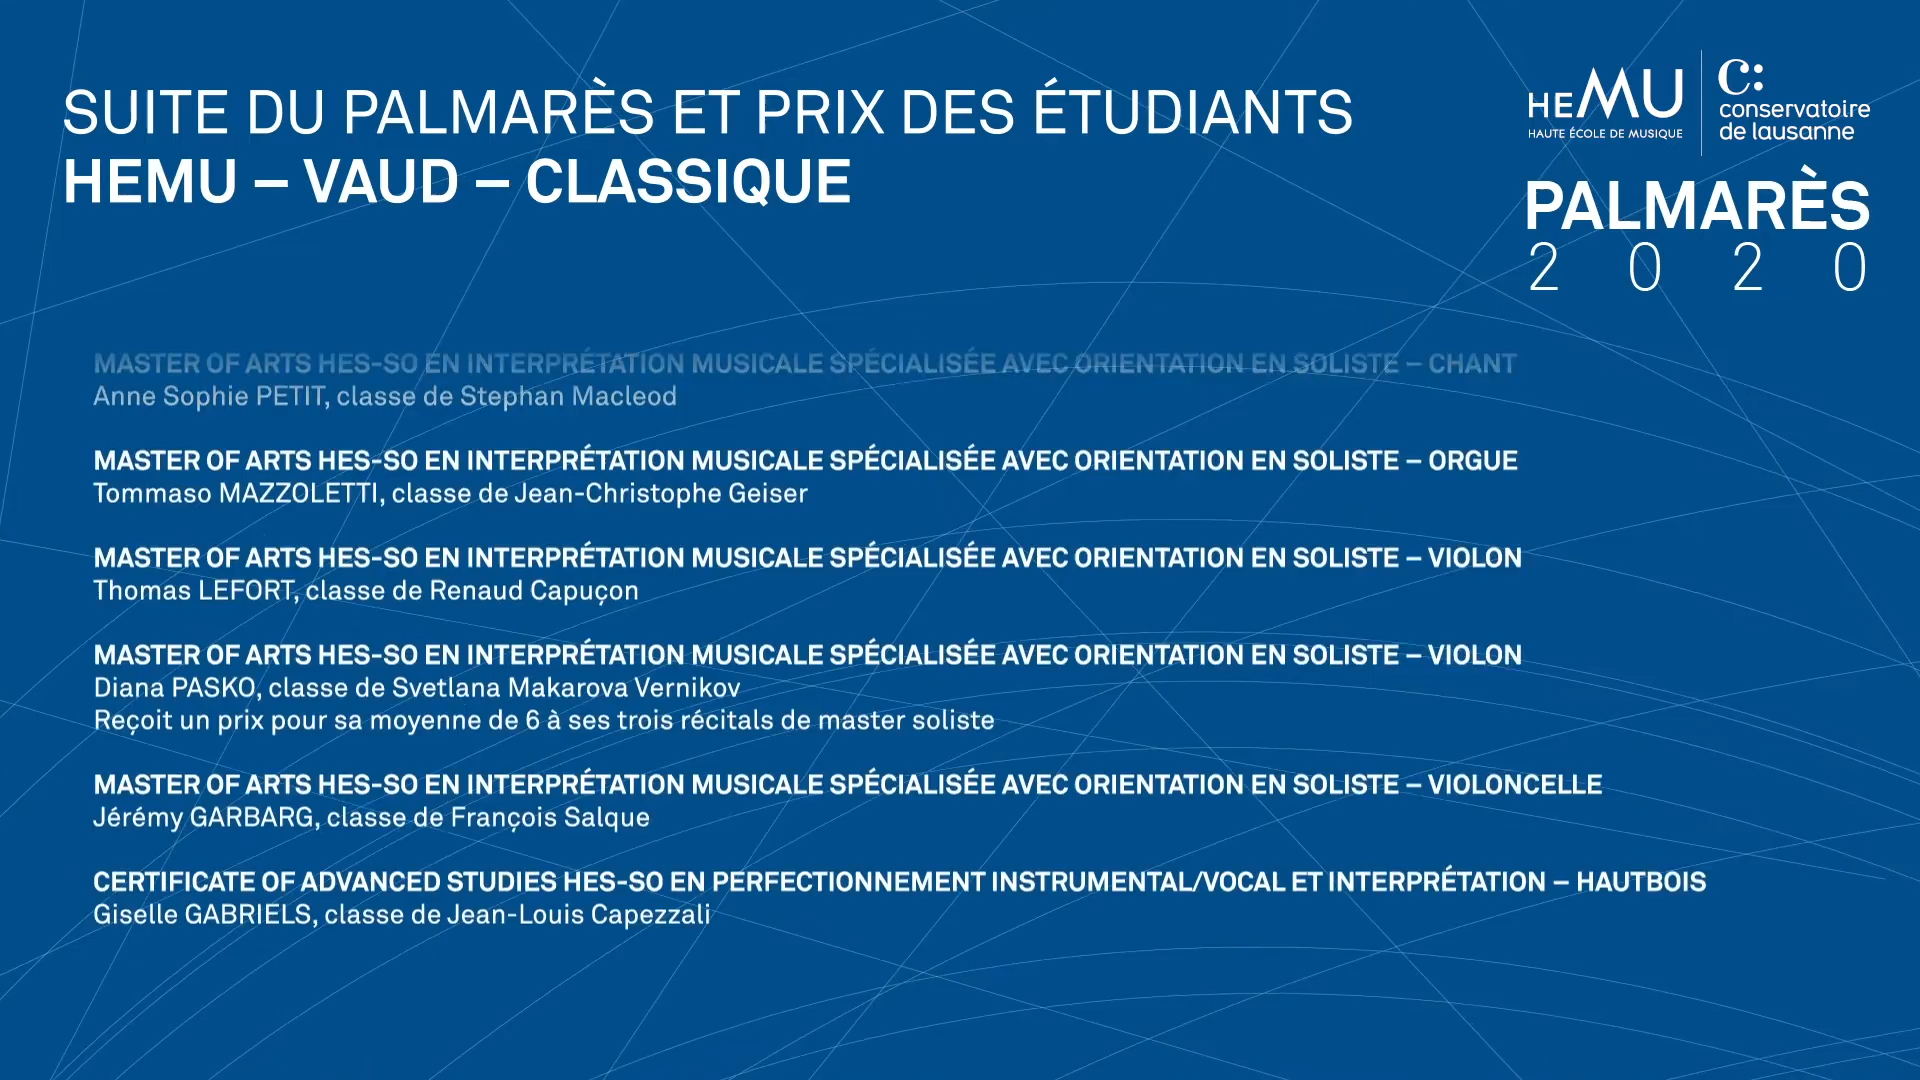 SUITE DU PALMARÈS ET PRIX DES ÉTUDIANTS
HEMU – VAUD – CLASSIQUE
HEMU
HAUTE ÉCOLE DE MUSIQUE
C:
conservatoire
de lausanne
PALMARÈS
2020
MASTER OF ARTS HES-SO EN INTERPRÉTATION MUSICALE SPÉCIALISÉE AVEC ORIENTATION EN SOLISTE – CHANT
Anne Sophie PETIT, classe de Stephan Macleod
MASTER OF ARTS HES-SO EN INTERPRÉTATION MUSICALE SPÉCIALISÉE AVEC ORIENTATION EN SOLISTE – ORGUE
Tommaso MAZZOLETTI, classe de Jean-Christophe Geiser
MASTER OF ARTS HES-SO EN INTERPRÉTATION MUSICALE SPÉCIALISÉE AVEC ORIENTATION EN SOLISTE – VIOLON
Thomas LEFORT, classe de Renaud Capuçon
MASTER OF ARTS HES-SO EN INTERPRÉTATION MUSICALE SPÉCIALISÉE AVEC ORIENTATION EN SOLISTE – VIOLON
Diana PASKO, classe de Svetlana Makarova Vernikov
Reçoit un prix pour sa moyenne de 6 à ses trois récitals de master soliste
MASTER OF ARTS HES-SO EN INTERPRÉTATION MUSICALE SPÉCIALISÉE AVEC ORIENTATION EN SOLISTE – VIOLONCELLE
Jérémy GARBARG, classe de François Salque
CERTIFICATE OF ADVANCED STUDIES HES-SO EN PERFECTIONNEMENT INSTRUMENTAL/VOCAL ET INTERPRÉTATION – HAUTBOIS
Giselle GABRIELS, classe de Jean-Louis Capezzali